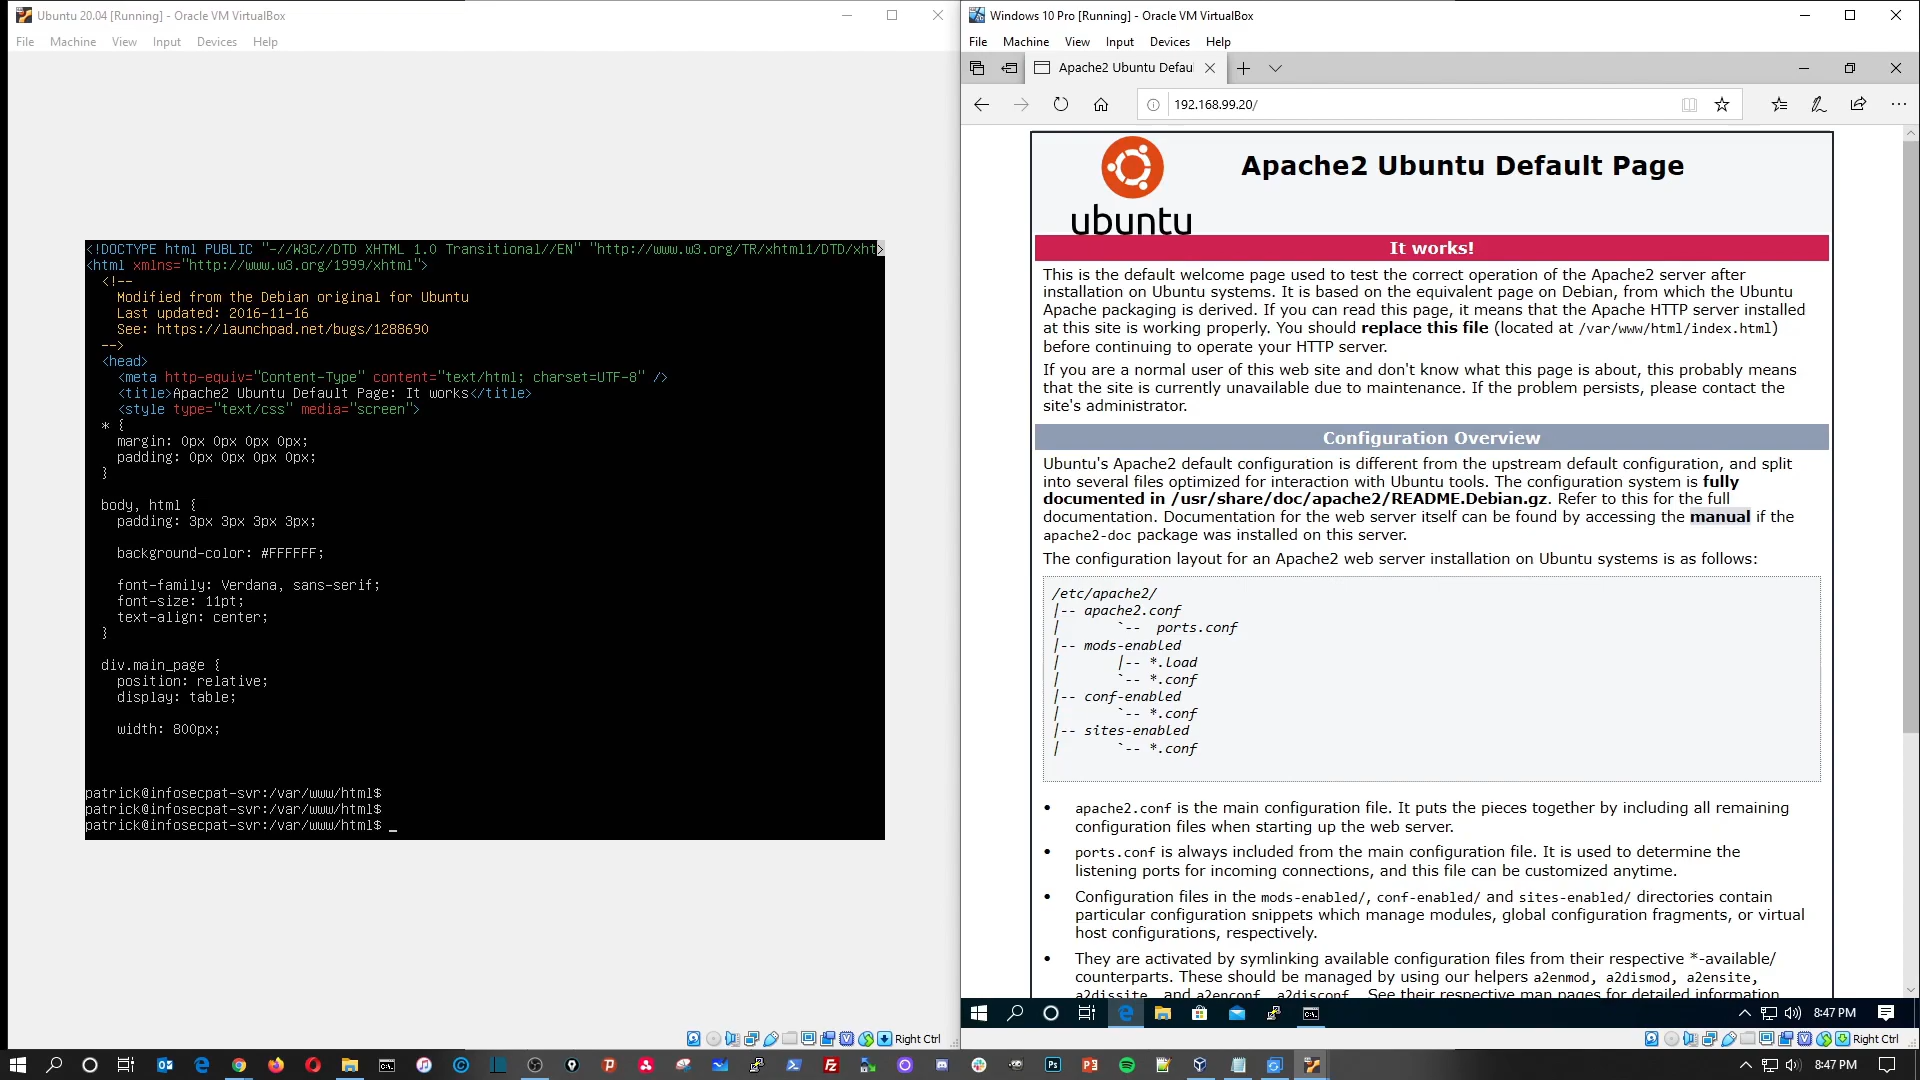 Ubuntu 20.04 [Running] - Oracle VM VirtualBox
File Machine View Input Devices Help
<!DOCTYPE html PUBLIC "-//W3C//DTD XHTML 1.0 Transitional//EN" "http://www.w3.org/TR/xhtml1/DTD/xht>
<html xmlns="http://www.w3.org/1999/xhtml">
<!--
Modified from the Debian original for Ubuntu
Last updated: 2016-11-16
See: https://launchpad.net/bugs/1288690
-->
<head>
<meta http-equiv="Content-Type" content="text/html; charset=UTF-8" />
<title>Apache2 Ubuntu Default Page: It works</title>
<style type="text/css" media="screen">
* {
margin: 0px 0px 0px 0px;
padding: 0px 0px 0px 0px;
}
body, html {
padding: 3px 3px 3px 3px;
background-color: #FFFFFF;
font-family: Verdana, sans-serif;
font-size: 11pt;
text-align: center;
}
div.main_page {
position: relative;
display: table;
width: 800px;
patrick@infosecpat-svr:/var/www/html$
patrick@infosecpat-svr:/var/www/html$
patrick@infosecpat-svr:/var/www/html$ _
Right Ctrl
Windows 10 Pro [Running] - Oracle VM VirtualBox
File Machine View Input Devices Help
Apache2 Ubuntu Defau
192.168.99.20/
ubuntu
Apache2 Ubuntu Default Page
It works!
This is the default welcome page used to test the correct operation of the Apache2 server after
installation on Ubuntu systems. It is based on the equivalent page on Debian, from which the Ubuntu
Apache packaging is derived. If you can read this page, it means that the Apache HTTP server installed
at this site is working properly. You should replace this file (located at /var/www/html/index.html)
before continuing to operate your HTTP server.
If you are a normal user of this web site and don't know what this page is about, this probably means
that the site is currently unavailable due to maintenance. If the problem persists, please contact the
site's administrator.
Configuration Overview
Ubuntu's Apache2 default configuration is different from the upstream default configuration, and split
into several files optimized for interaction with Ubuntu tools. The configuration system is fully
documented in /usr/share/doc/apache2/README.Debian.gz. Refer to this for the full
documentation. Documentation for the web server itself can be found by accessing the manual if the
apache2-doc package was installed on this server.
The configuration layout for an Apache2 web server installation on Ubuntu systems is as follows:
/etc/apache2/
|-- apache2.conf
|       `-- ports.conf
|-- mods-enabled
|       |-- *.load
|       `-- *.conf
|-- conf-enabled
|       `-- *.conf
|-- sites-enabled
|       `-- *.conf
• apache2.conf is the main configuration file. It puts the pieces together by including all remaining
configuration files when starting up the web server.
• ports.conf is always included from the main configuration file. It is used to determine the
listening ports for incoming connections, and this file can be customized anytime.
• Configuration files in the mods-enabled/, conf-enabled/ and sites-enabled/ directories contain
particular configuration snippets which manage modules, global configuration fragments, or virtual
host configurations, respectively.
• They are activated by symlinking available configuration files from their respective *-available/
counterparts. These should be managed by using our helpers a2enmod, a2dismod, a2ensite,
a2dissite, and a2enconf, a2disconf . See their respective man pages for detailed information.
8:47 PM
Right Ctrl
8:47 PM